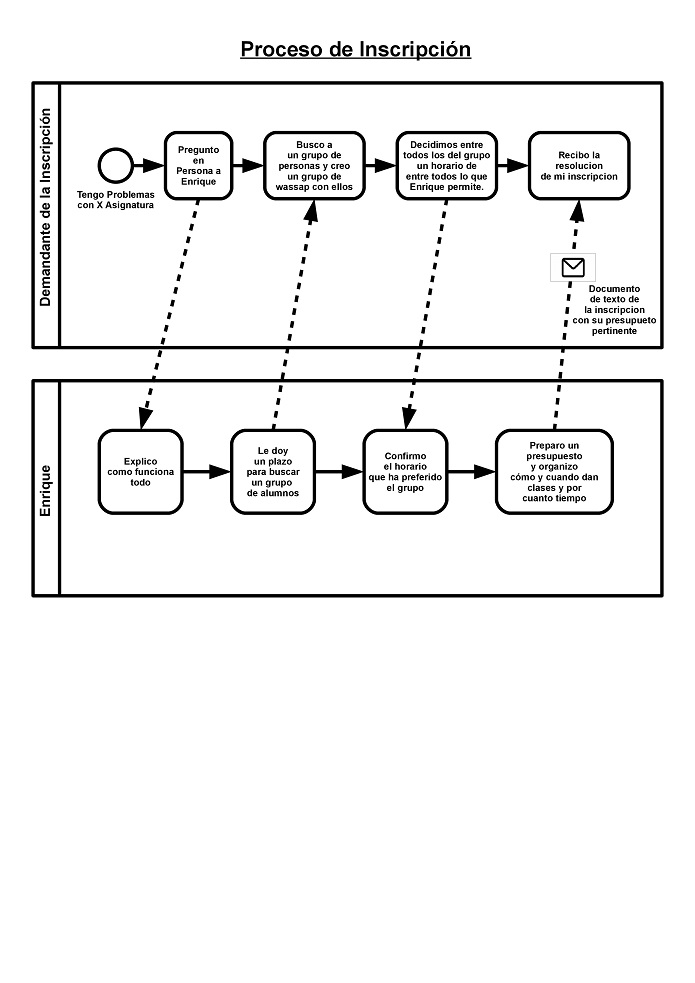 Proceso de Inscripción
Demandante de la Inscripción
Tengo Problemas
con X Asignatura
Pregunto
en
Persona a
Enrique
Busco a
un grupo de
personas y creo
un grupo de
wassap con ellos
Decidimos entre
todos los del grupo
un horario de
entre todos lo que
Enrique permite.
Recibo la
resolucion
de mi inscripcion
Documento
de texto de
la inscripcion
con su presupueto
pertinente
Enrique
Explico
como funciona
todo
Le doy
un plazo
para buscar
un grupo
de alumnos
Confirmo
el horario
que ha preferido
el grupo
Preparo un
presupuesto
y organizo
cómo y cuando dan
clases y por
cuanto tiempo